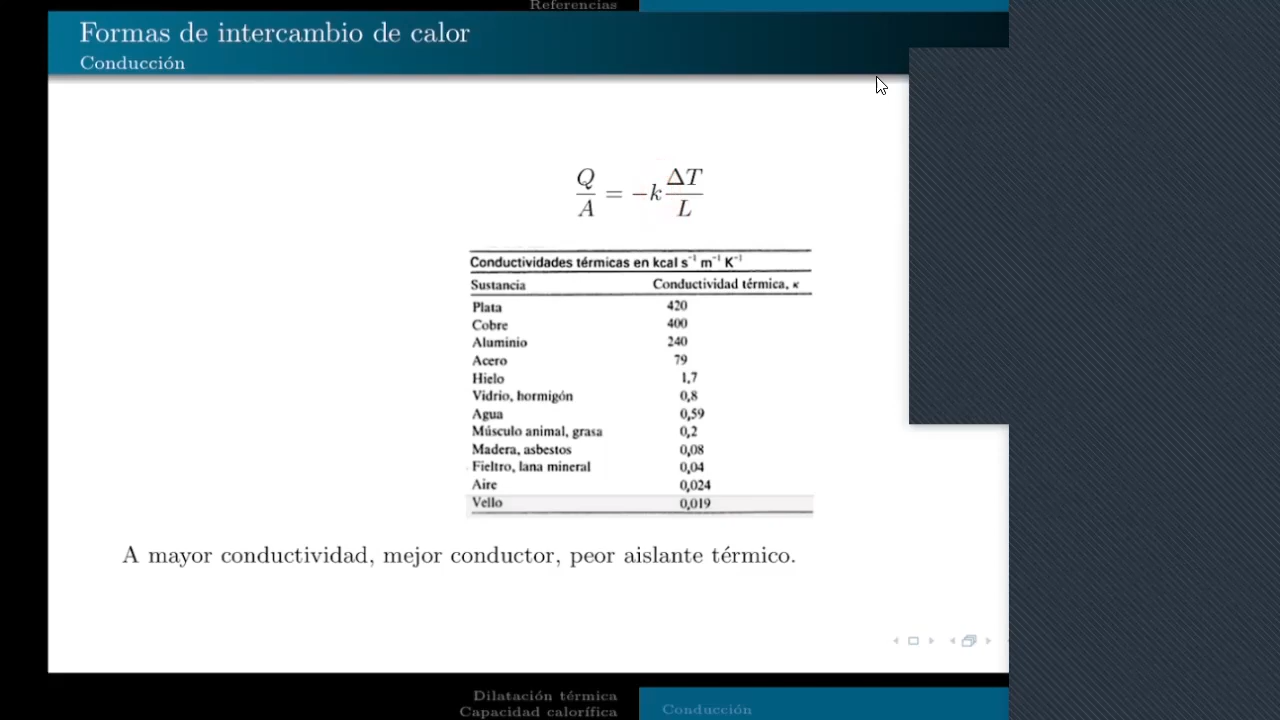 Referencias
Formas de intercambio de calor
Conducción
Q/A = −k ΔT/L
Conductividades térmicas en kcal s⁻¹ m⁻¹ K⁻¹
Sustancia Conductividad térmica, κ
Plata 420
Cobre 400
Aluminio 240
Acero 79
Hielo 1,7
Vidrio, hormigón 0,8
Agua 0,59
Músculo animal, grasa 0,2
Madera, asbestos 0,08
Fieltro, lana mineral 0,04
Aire 0,024
Vello 0,019
A mayor conductividad, mejor conductor, peor aislante térmico.
Dilatación térmica
Capacidad calorífica
Conducción